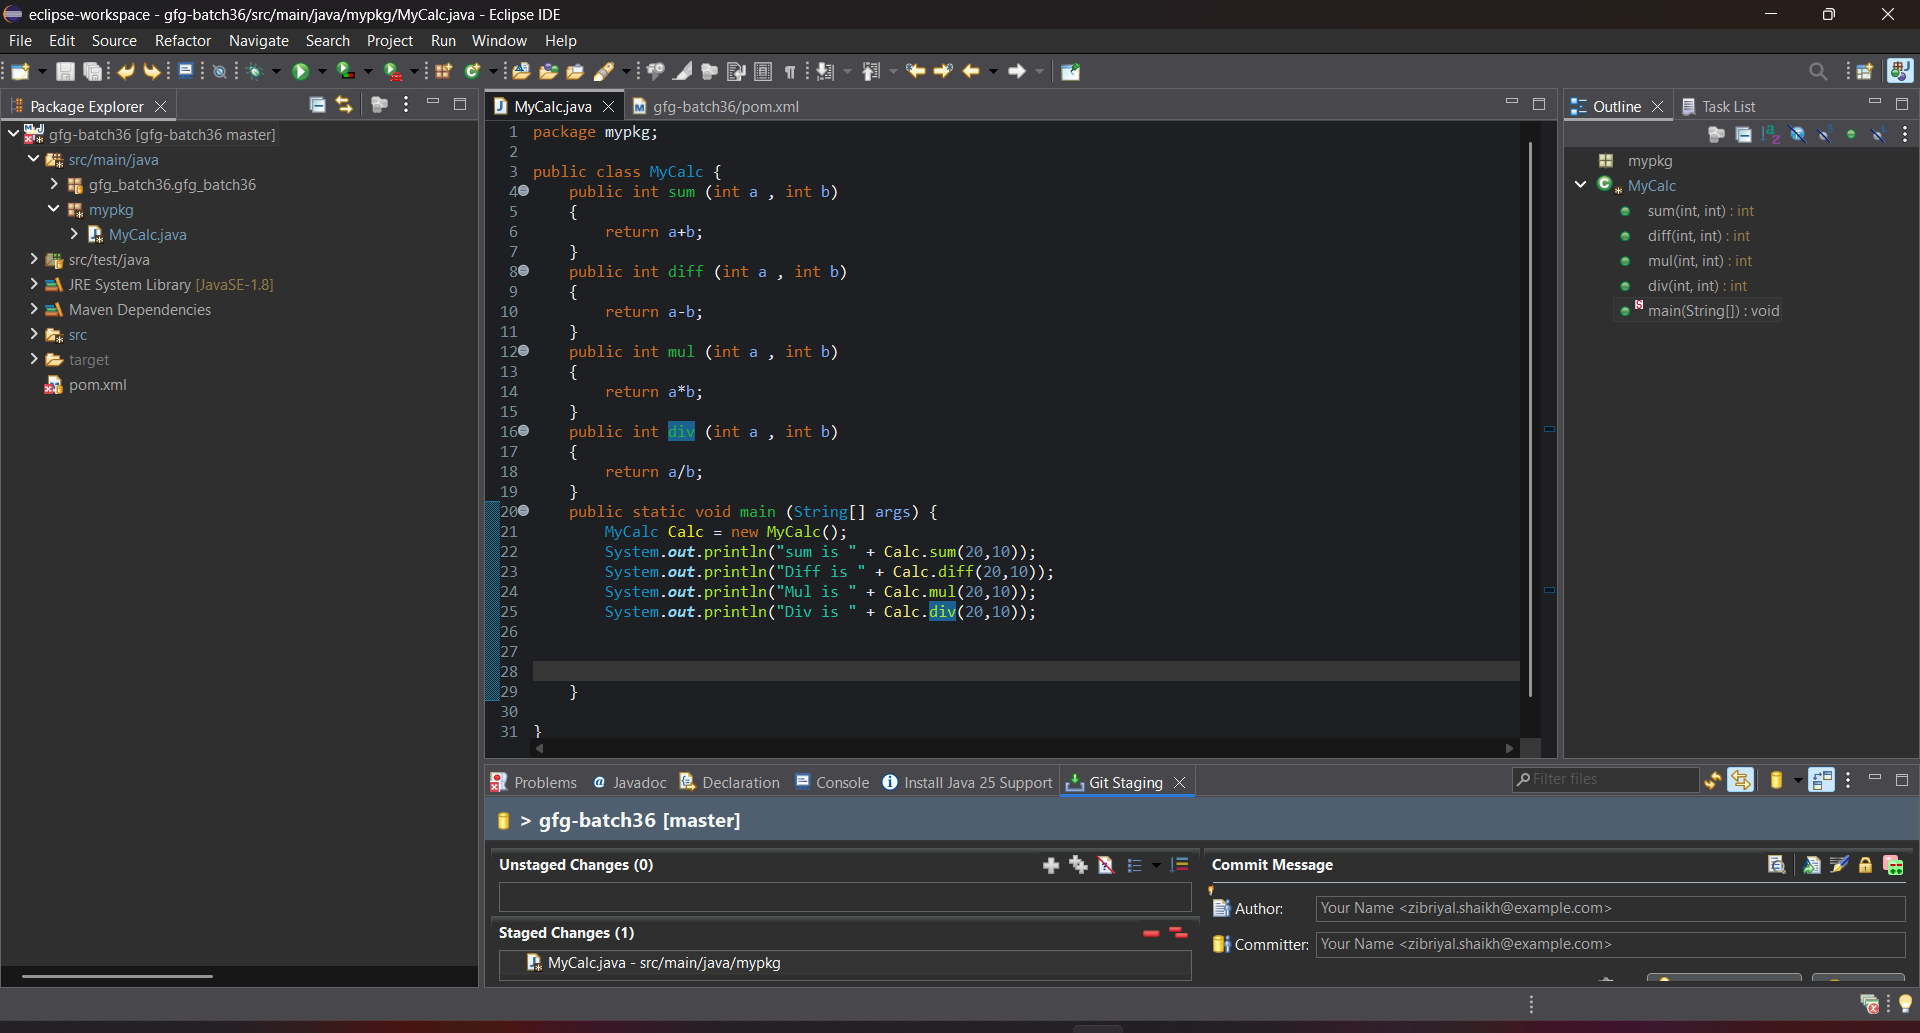 eclipse-workspace - gfg-batch36/src/main/java/mypkg/MyCalc.java - Eclipse IDE
File Edit Source Refactor Navigate Search Project Run Window Help
Package Explorer
gfg-batch36 [gfg-batch36 master]
src/main/java
gfg_batch36.gfg_batch36
mypkg
MyCalc.java
src/test/java
JRE System Library [JavaSE-1.8]
Maven Dependencies
src
target
pom.xml
MyCalc.java gfg-batch36/pom.xml
1 package mypkg;
2
3 public class MyCalc {
4 public int sum (int a , int b)
5 {
6 return a+b;
7 }
8 public int diff (int a , int b)
9 {
10 return a-b;
11 }
12 public int mul (int a , int b)
13 {
14 return a*b;
15 }
16 public int div (int a , int b)
17 {
18 return a/b;
19 }
20 public static void main (String[] args) {
21 MyCalc Calc = new MyCalc();
22 System.out.println("sum is " + Calc.sum(20,10));
23 System.out.println("Diff is " + Calc.diff(20,10));
24 System.out.println("Mul is " + Calc.mul(20,10));
25 System.out.println("Div is " + Calc.div(20,10));
26
27
28
29 }
30
31 }
Outline Task List
mypkg
MyCalc
sum(int, int) : int
diff(int, int) : int
mul(int, int) : int
div(int, int) : int
main(String[]) : void
Problems Javadoc Declaration Console Install Java 25 Support Git Staging
Filter files
> gfg-batch36 [master]
Unstaged Changes (0)
Staged Changes (1)
MyCalc.java - src/main/java/mypkg
Commit Message
Author: Your Name <zibriyal.shaikh@example.com>
Committer: Your Name <zibriyal.shaikh@example.com>